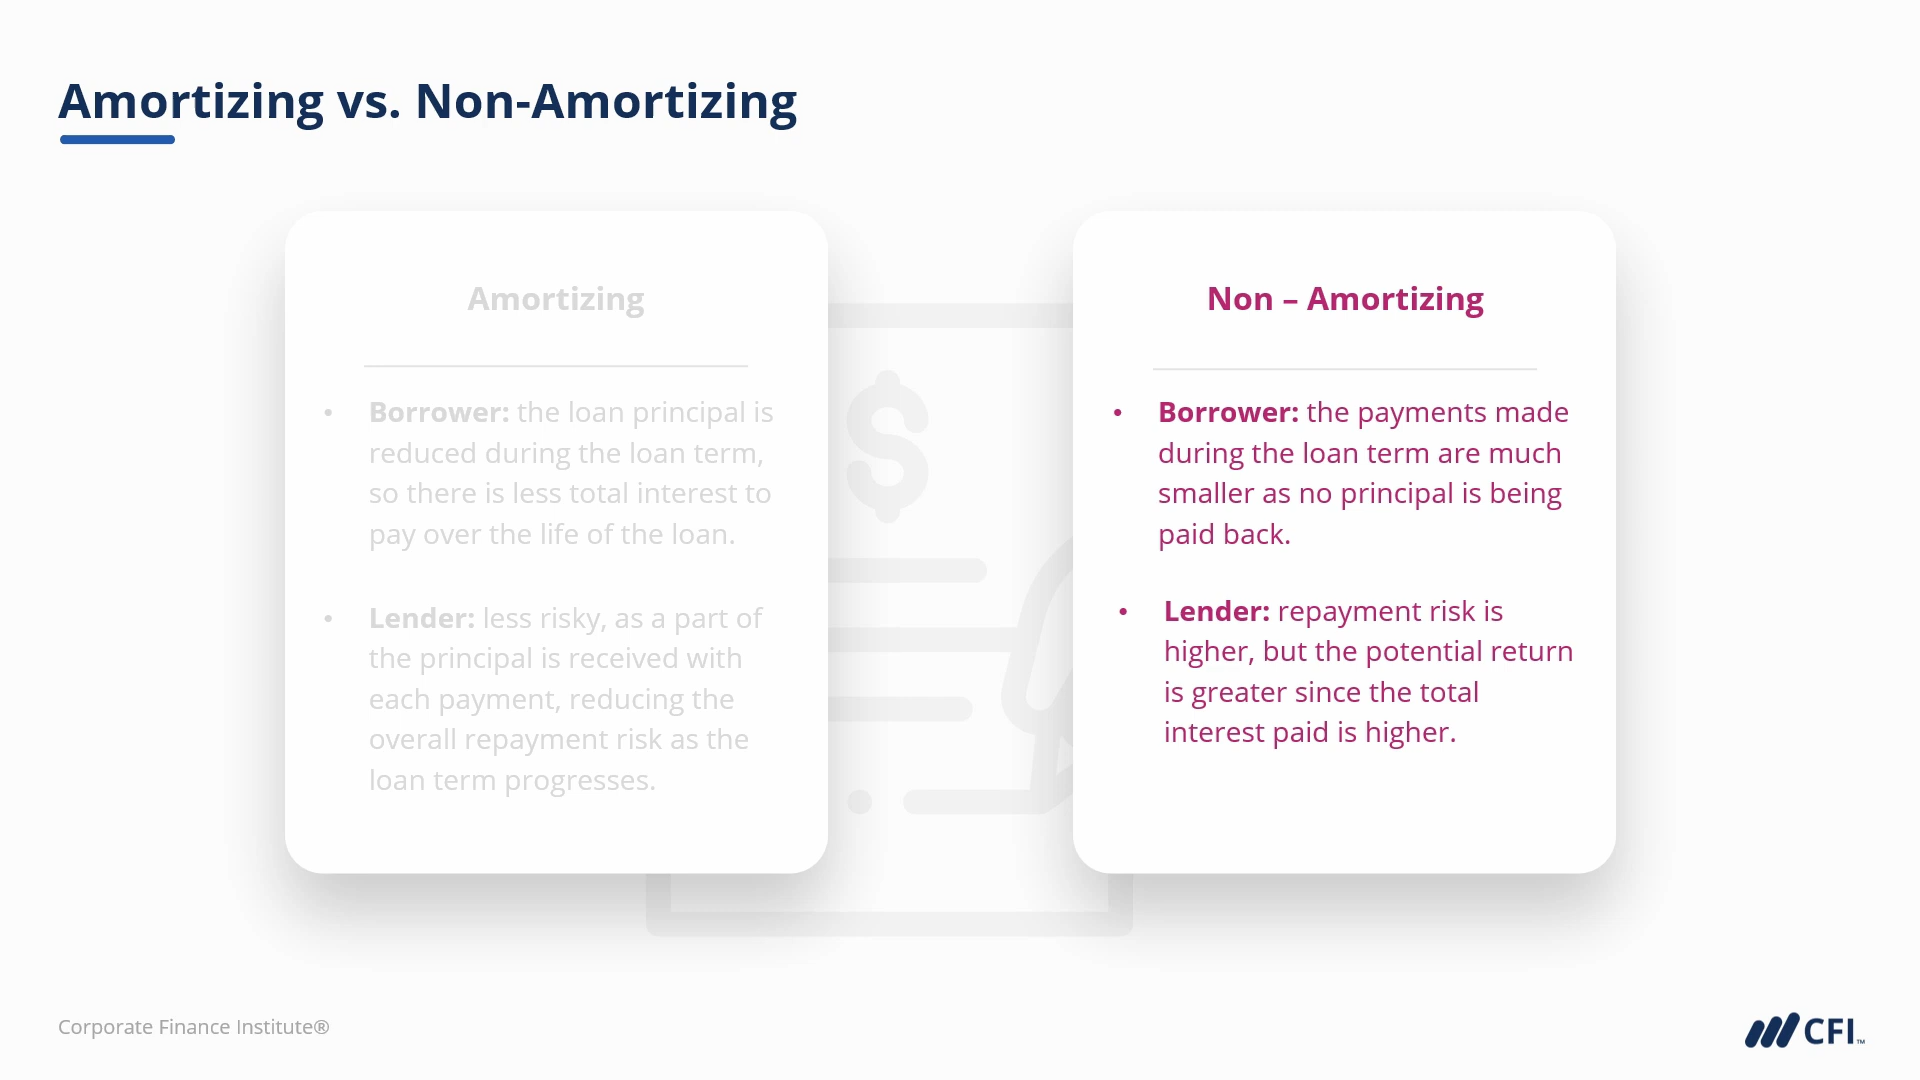 Amortizing vs. Non-Amortizing
Amortizing
• Borrower: the loan principal is
reduced during the loan term,
so there is less total interest to
pay over the life of the loan.
• Lender: less risky, as a part of
the principal is received with
each payment, reducing the
overall repayment risk as the
loan term progresses.
Non – Amortizing
• Borrower: the payments made
during the loan term are much
smaller as no principal is being
paid back.
• Lender: repayment risk is
higher, but the potential return
is greater since the total
interest paid is higher.
Corporate Finance Institute®
CFI™